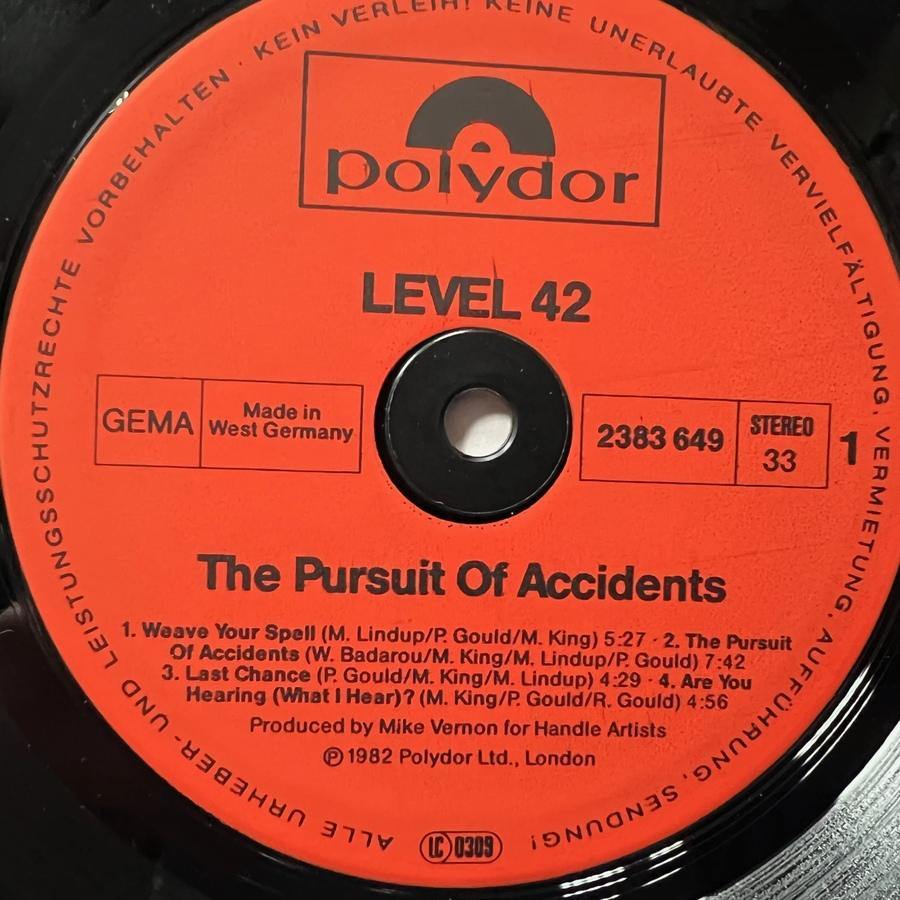 ALLE URHEBER- UND LEISTUNGSSCHUTZRECHTE VORBEHALTEN · KEIN VERLEIH! KEINE UNERLAUBTE VERVIELFÄLTIGUNG, VERMIETUNG, AUFFÜHRUNG, SENDUNG!
polydor
LEVEL 42
GEMA
Made in
West Germany
2383 649
STEREO
33
1
The Pursuit Of Accidents
1. Weave Your Spell (M. Lindup/P. Gould/M. King) 5:27 · 2. The Pursuit
Of Accidents (W. Badarou/M. King/M. Lindup/P. Gould) 7:42
3. Last Chance (P. Gould/M. King/M. Lindup) 4:29 · 4. Are You
Hearing (What I Hear)? (M. King/P. Gould/R. Gould) 4:56
Produced by Mike Vernon for Handle Artists
℗ 1982 Polydor Ltd., London
LC 0309